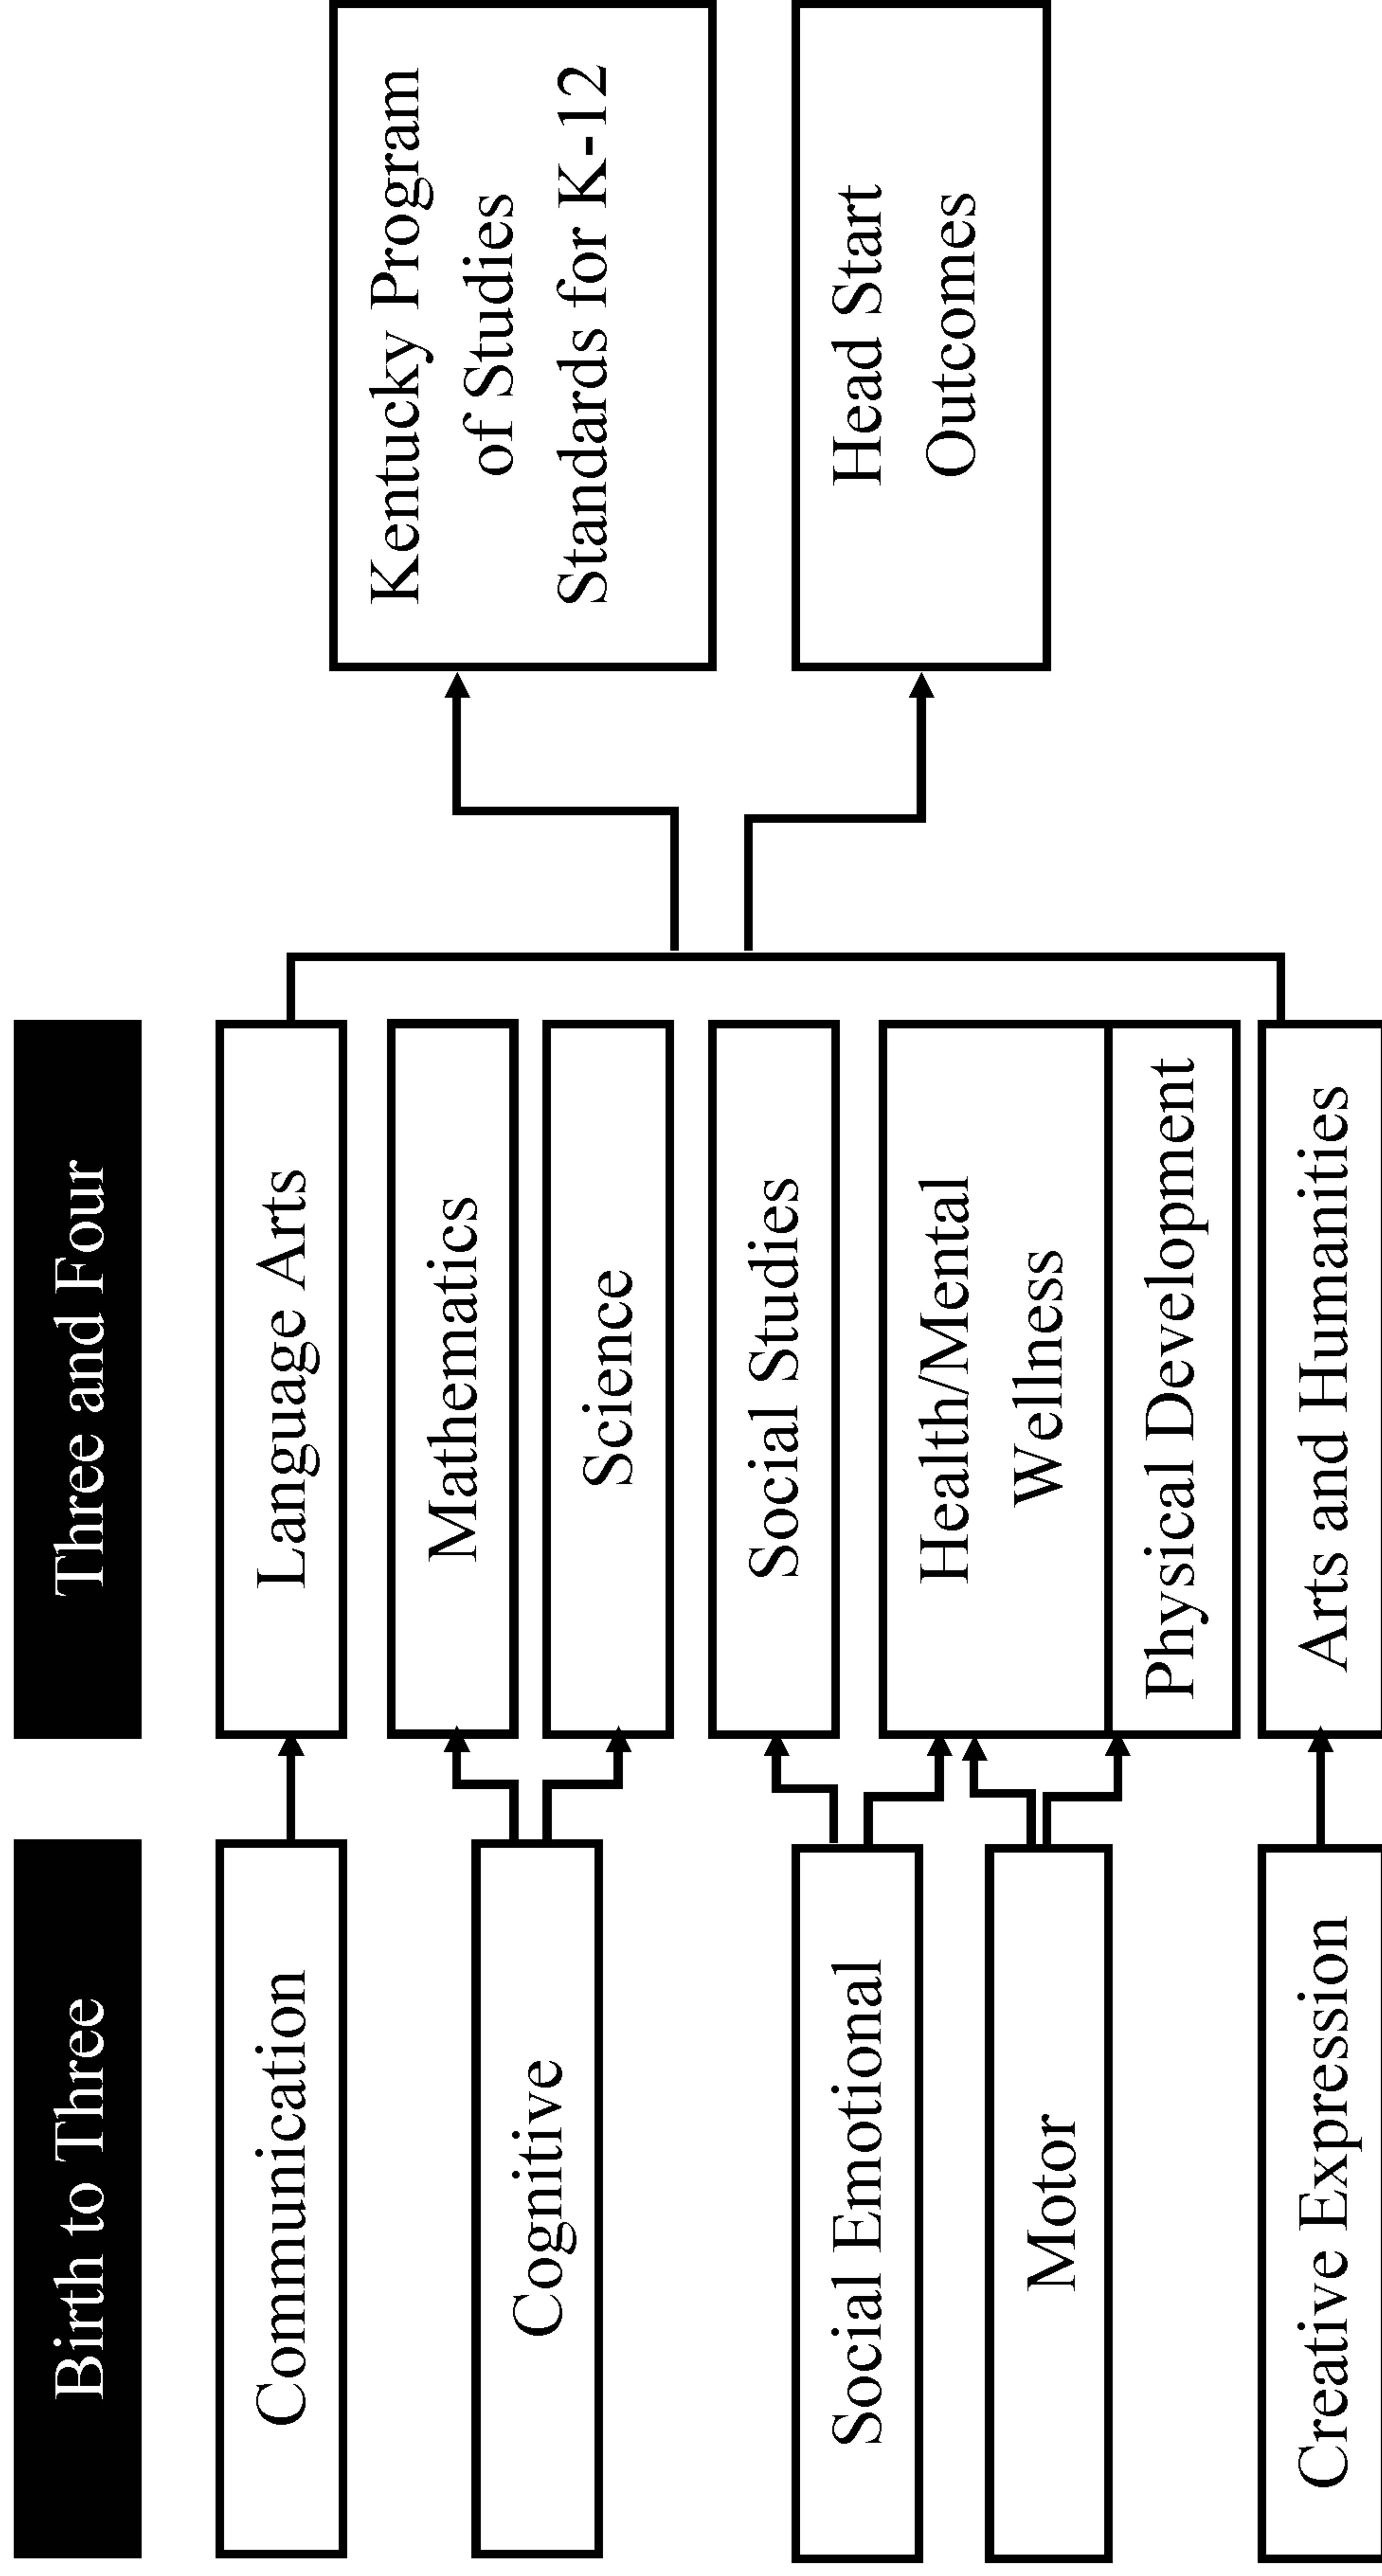 Birth to Three
Three and Four
Communication
Language Arts
Cognitive
Mathematics
Science
Social Emotional
Social Studies
Motor
Health/Mental
Wellness
Physical Development
Creative Expression
Arts and Humanities
Kentucky Program
of Studies
Standards for K-12
Head Start
Outcomes